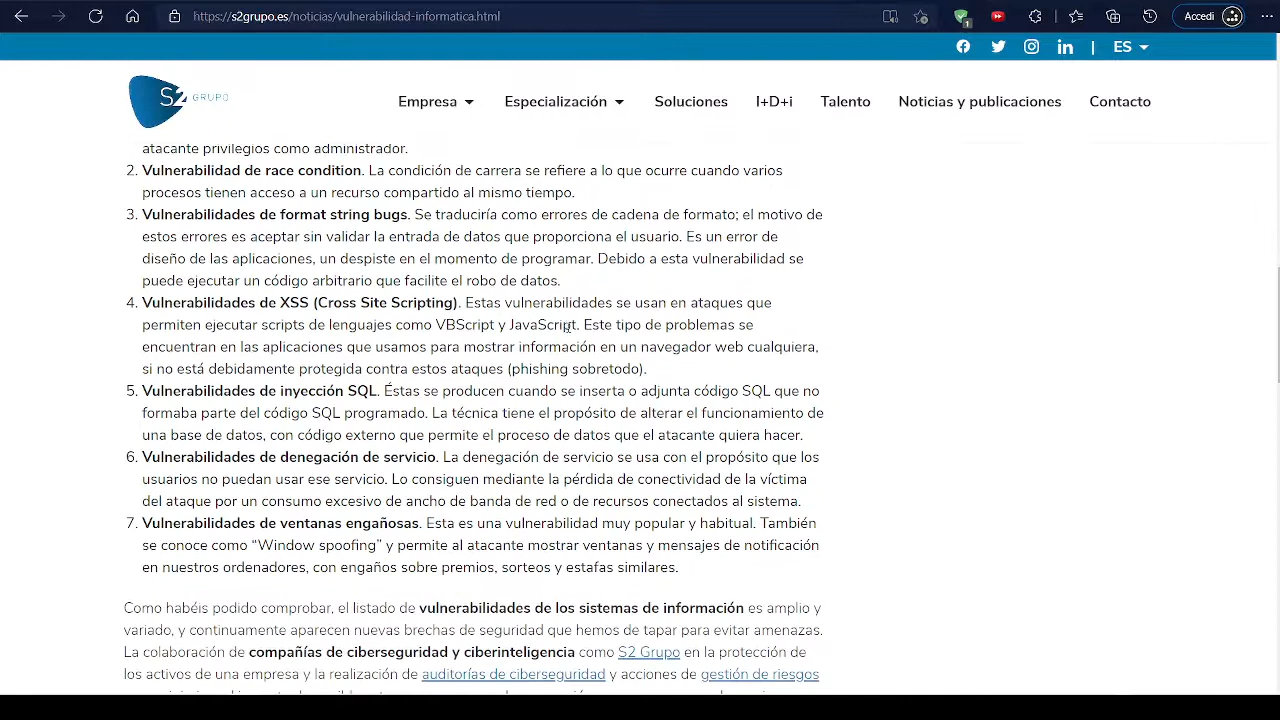 https://s2grupo.es/noticias/vulnerabilidad-informatica.html
1
Accedi
ES
S2 GRUPO
Empresa
Especialización
Soluciones
I+D+i
Talento
Noticias y publicaciones
Contacto
atacante privilegios como administrador.
2. Vulnerabilidad de race condition. La condición de carrera se refiere a lo que ocurre cuando varios
procesos tienen acceso a un recurso compartido al mismo tiempo.
3. Vulnerabilidades de format string bugs. Se traduciría como errores de cadena de formato; el motivo de
estos errores es aceptar sin validar la entrada de datos que proporciona el usuario. Es un error de
diseño de las aplicaciones, un despiste en el momento de programar. Debido a esta vulnerabilidad se
puede ejecutar un código arbitrario que facilite el robo de datos.
4. Vulnerabilidades de XSS (Cross Site Scripting). Estas vulnerabilidades se usan en ataques que
permiten ejecutar scripts de lenguajes como VBScript y JavaScript. Este tipo de problemas se
encuentran en las aplicaciones que usamos para mostrar información en un navegador web cualquiera,
si no está debidamente protegida contra estos ataques (phishing sobretodo).
5. Vulnerabilidades de inyección SQL. Éstas se producen cuando se inserta o adjunta código SQL que no
formaba parte del código SQL programado. La técnica tiene el propósito de alterar el funcionamiento de
una base de datos, con código externo que permite el proceso de datos que el atacante quiera hacer.
6. Vulnerabilidades de denegación de servicio. La denegación de servicio se usa con el propósito que los
usuarios no puedan usar ese servicio. Lo consiguen mediante la pérdida de conectividad de la víctima
del ataque por un consumo excesivo de ancho de banda de red o de recursos conectados al sistema.
7. Vulnerabilidades de ventanas engañosas. Esta es una vulnerabilidad muy popular y habitual. También
se conoce como “Window spoofing” y permite al atacante mostrar ventanas y mensajes de notificación
en nuestros ordenadores, con engaños sobre premios, sorteos y estafas similares.
Como habéis podido comprobar, el listado de vulnerabilidades de los sistemas de información es amplio y
variado, y continuamente aparecen nuevas brechas de seguridad que hemos de tapar para evitar amenazas.
La colaboración de compañías de ciberseguridad y ciberinteligencia como S2 Grupo en la protección de
los activos de una empresa y la realización de auditorías de ciberseguridad y acciones de gestión de riesgos